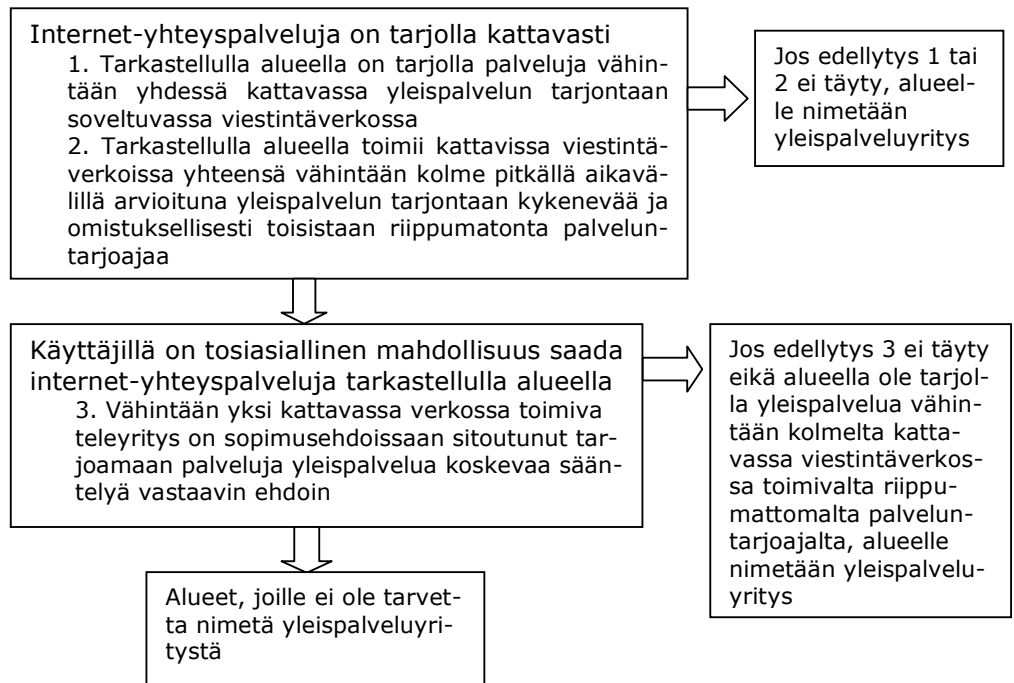 Internet-yhteyspalveluja on tarjolla kattavasti
1. Tarkastellulla alueella on tarjolla palveluja vähin-
tään yhdessä kattavassa yleispalvelun tarjontaan
soveltuvassa viestintäverkossa
2. Tarkastellulla alueella toimii kattavissa viestintä-
verkoissa yhteensä vähintään kolme pitkällä aikavä-
lillä arvioituna yleispalvelun tarjontaan kykenevää ja
omistuksellisesti toisistaan riippumatonta palvelun-
tarjoajaa
Jos edellytys 1 tai
2 ei täyty, alueel-
le nimetään
yleispalveluyritys
Käyttäjillä on tosiasiallinen mahdollisuus saada
internet-yhteyspalveluja tarkastellulla alueella
3. Vähintään yksi kattavassa verkossa toimiva
teleyritys on sopimusehdoissaan sitoutunut tar-
joamaan palveluja yleispalvelua koskevaa sään-
telyä vastaavin ehdoin
Jos edellytys 3 ei täyty
eikä alueella ole tarjol-
la yleispalvelua vähin-
tään kolmelta katta-
vassa viestintäverkos-
sa toimivalta riippu-
mattomalta palvelun-
tarjoajalta, alueelle
nimetään yleispalvelu-
yritys
Alueet, joille ei ole tarvet-
ta nimetä yleispalveluyri-
tystä